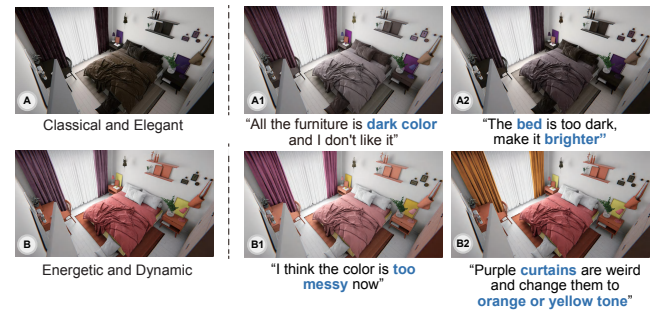 A
A1
A2
Classical and Elegant
"All the furniture is dark color
and I don't like it"
"The bed is too dark,
make it brighter"
B
B1
B2
Energetic and Dynamic
"I think the color is too
messy now"
"Purple curtains are weird
and change them to
orange or yellow tone"